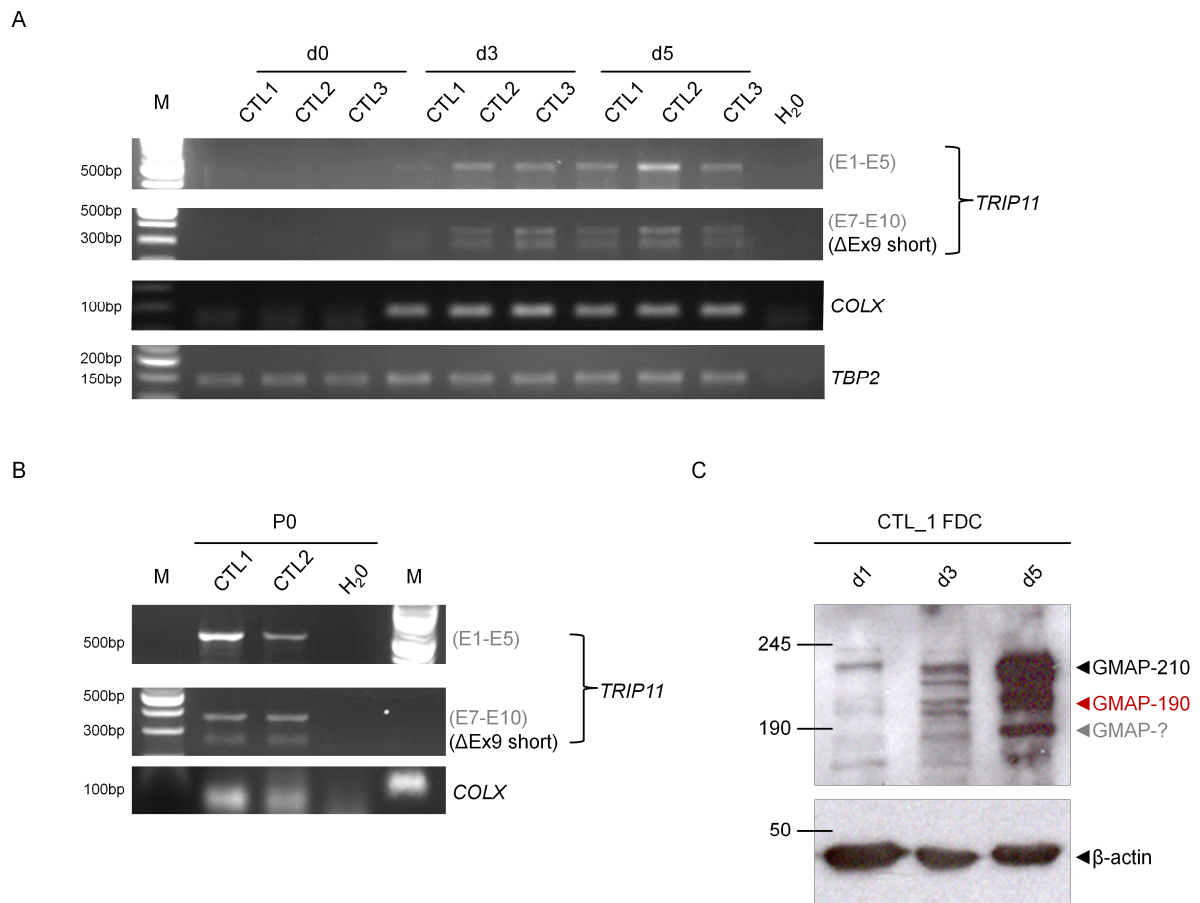 A
d0 d3 d5
M CTL1 CTL2 CTL3 CTL1 CTL2 CTL3 CTL1 CTL2 CTL3 H₂0
500bp (E1-E5)
500bp (E7-E10)
300bp (ΔEx9 short)
TRIP11
100bp COLX
200bp
150bp TBP2
B
P0
M CTL1 CTL2 H₂0 M
500bp (E1-E5)
500bp (E7-E10)
300bp (ΔEx9 short)
TRIP11
100bp COLX
C
CTL_1 FDC
d1 d3 d5
245
GMAP-210
GMAP-190
190 GMAP-?
50
β-actin